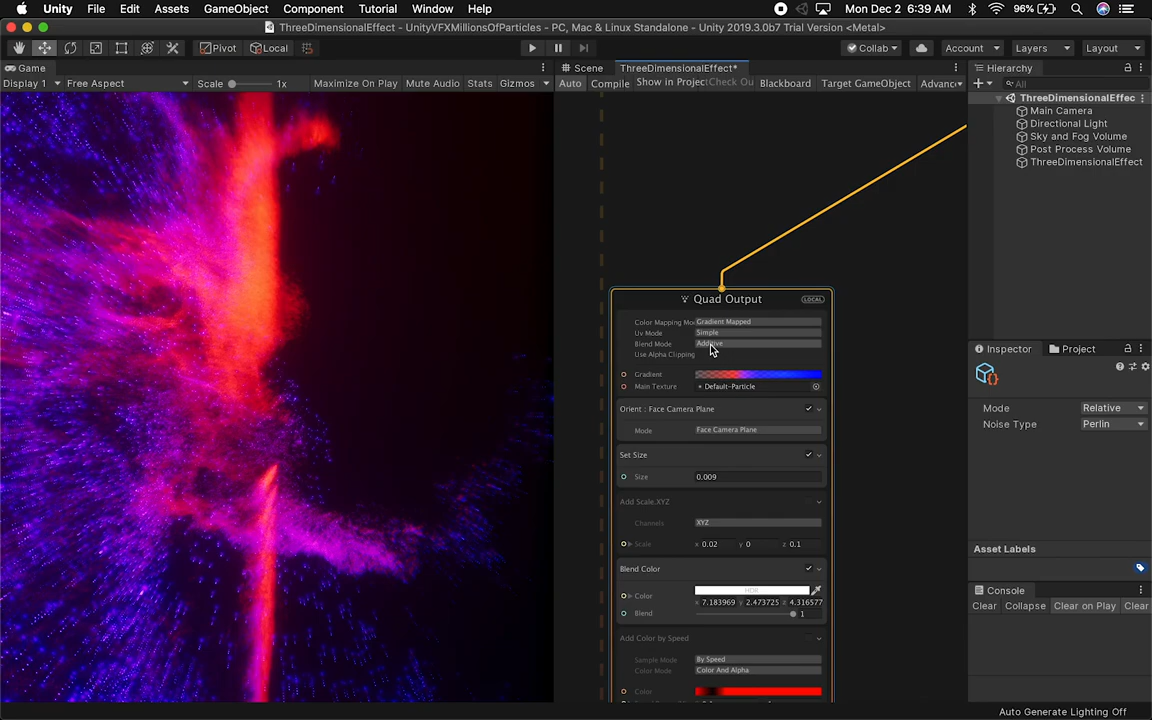 Unity File Edit Assets GameObject Component Tutorial Window Help Mon Dec 2 6:39 AM 96%
ThreeDimensionalEffect - UnityVFXMillionsOfParticles - PC, Mac & Linux Standalone - Unity 2019.3.0b7 Trial Version <Metal>
Pivot Local Collab Account Layers Layout
Game Scene ThreeDimensionalEffect* Hierarchy
Display 1 Free Aspect Scale 1x Maximize On Play Mute Audio Stats Gizmos Auto Compile Show in Project Check Ou Blackboard Target GameObject Advanc All
ThreeDimensionalEffec
Main Camera
Directional Light
Sky and Fog Volume
Post Process Volume
ThreeDimensionalEffect
Quad Output LOCAL
Color Mapping Mo Gradient Mapped
Uv Mode Simple
Blend Mode Additive
Use Alpha Clipping
Gradient
Main Texture Default-Particle
Orient : Face Camera Plane
Mode Face Camera Plane
Set Size
Size 0.009
Add Scale.XYZ
Channels XYZ
Scale x 0.02 y 0 z 0.1
Blend Color
HDR
Color x 7.183969 y 2.473725 z 4.316577
Blend 1
Add Color by Speed
Sample Mode By Speed
Color Mode Color And Alpha
Color
Inspector Project
Mode Relative
Noise Type Perlin
Asset Labels
Console
Clear Collapse Clear on Play Clear
Auto Generate Lighting Off